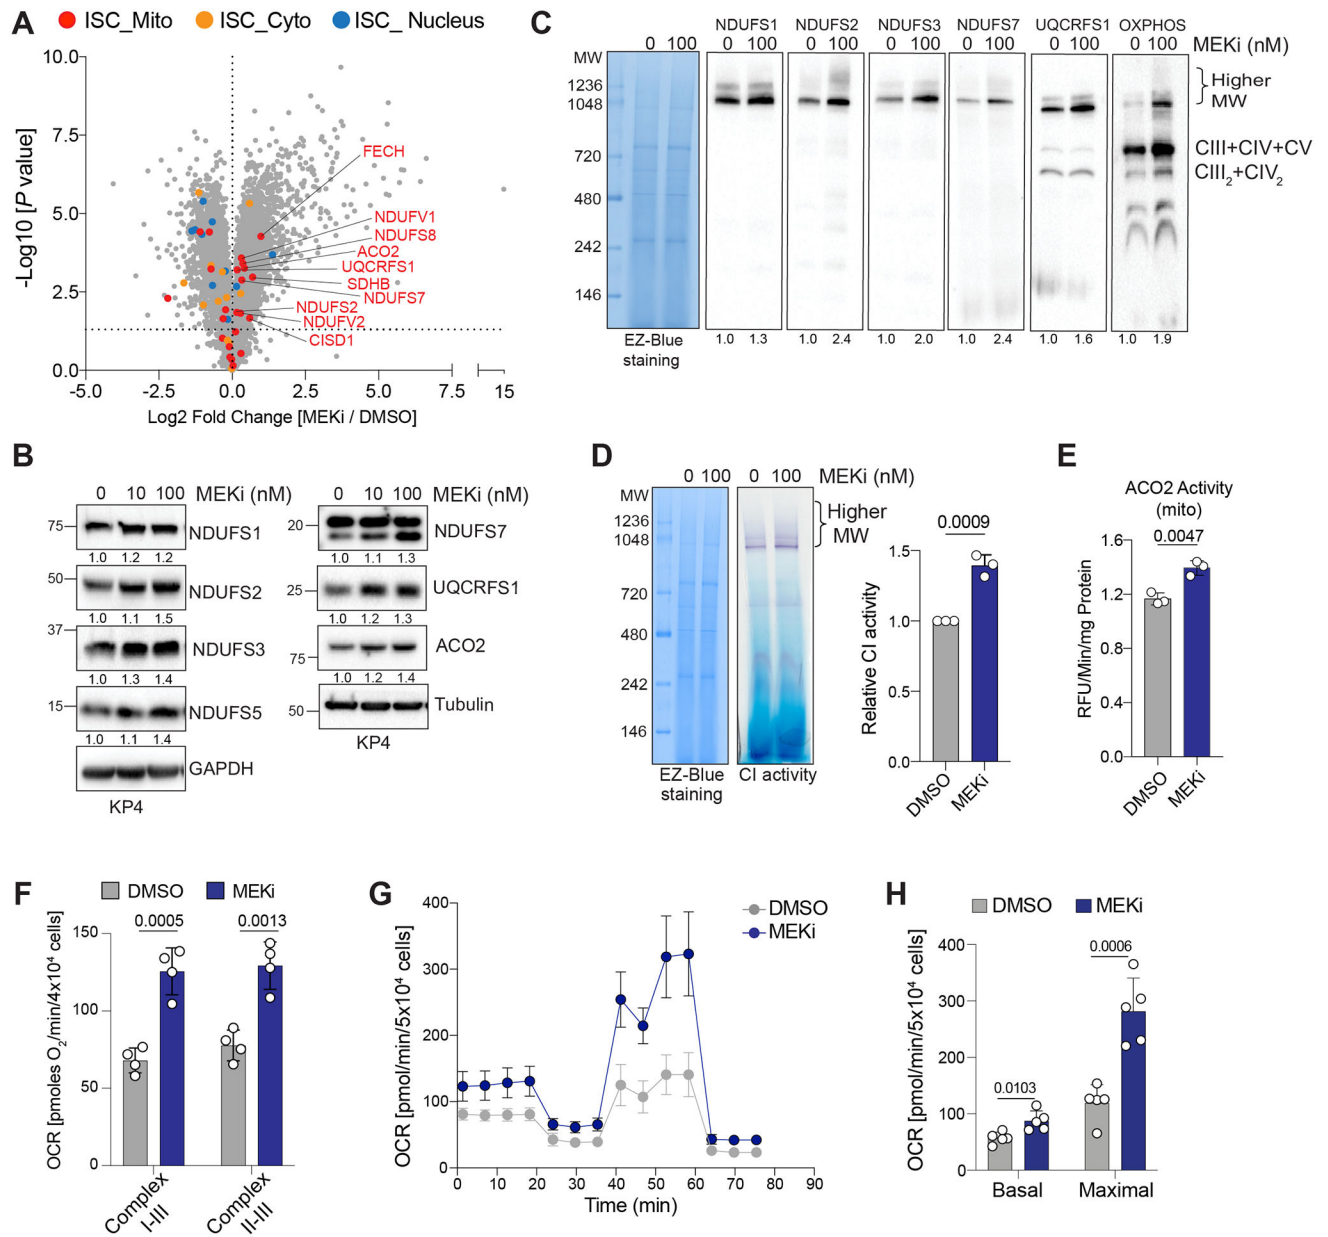 A
ISC_Mito
ISC_Cyto
ISC_ Nucleus
10.0
7.5
5.0
2.5
0.0
-Log10 [P value]
-5.0
-2.5
0.0
2.5
5.0
7.5
15
Log2 Fold Change [MEKi / DMSO]
FECH
NDUFV1
NDUFS8
ACO2
UQCRFS1
SDHB
NDUFS7
NDUFS2
NDUFV2
CISD1
B
0 10 100 MEKi (nM)
75
NDUFS1
1.0 1.2 1.2
50
NDUFS2
1.0 1.1 1.5
37
NDUFS3
1.0 1.3 1.4
15
NDUFS5
1.0 1.1 1.4
GAPDH
KP4
0 10 100 MEKi (nM)
20
NDUFS7
1.0 1.1 1.3
25
UQCRFS1
1.0 1.2 1.3
75
ACO2
1.0 1.2 1.4
50
Tubulin
KP4
C
NDUFS1 NDUFS2 NDUFS3 NDUFS7 UQCRFS1 OXPHOS
MW
0 100 0 100 0 100 0 100 0 100 0 100 0 100 MEKi (nM)
1236
1048
720
480
242
146
Higher
MW
CIII+CIV+CV
CIII2+CIV2
EZ-Blue
staining
1.0 1.3 1.0 2.4 1.0 2.0 1.0 2.4 1.0 1.6 1.0 1.9
D
0 100 0 100 MEKi (nM)
MW
1236
1048
720
480
242
146
Higher
MW
EZ-Blue
staining
CI activity
0.0009
1.5
1.0
0.5
0.0
Relative CI activity
DMSO
MEKi
E
ACO2 Activity
(mito)
0.0047
1.6
1.2
0.8
0.4
0.0
RFU/Min/mg Protein
DMSO
MEKi
F
DMSO
MEKi
0.0005
0.0013
150
100
50
0
OCR [pmoles O2/min/4x10⁴ cells]
Complex
I-III
Complex
II-III
G
DMSO
MEKi
400
300
200
100
0
OCR [pmol/min/5x10⁴ cells]
0 10 20 30 40 50 60 70 80 90
Time (min)
H
DMSO
MEKi
0.0006
0.0103
400
300
200
100
0
OCR [pmol/min/5x10⁴ cells]
Basal
Maximal